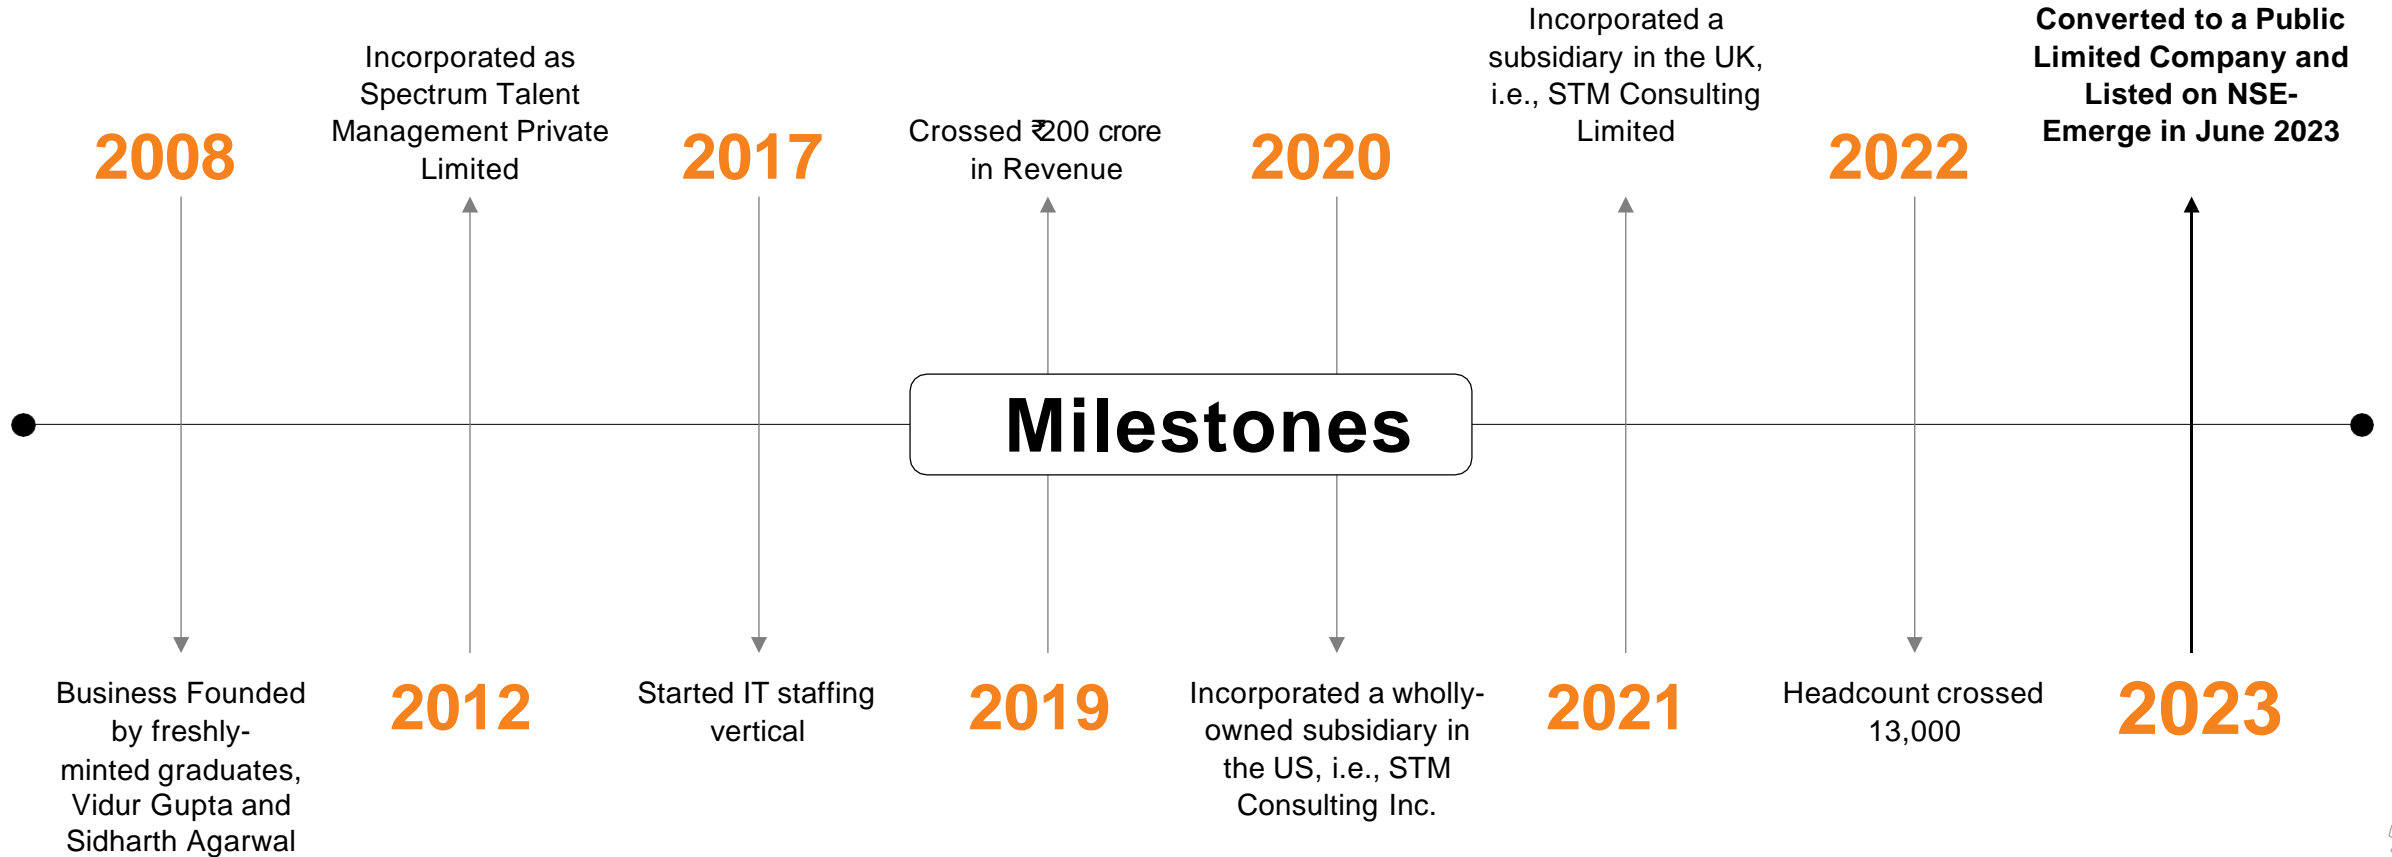 2008
Business Founded
by freshly-
minted graduates,
Vidur Gupta and
Sidharth Agarwal
Incorporated as
Spectrum Talent
Management Private
Limited
2012
2017
Started IT staffing
vertical
Crossed ₹200 crore
in Revenue
2019
2020
Incorporated a wholly-
owned subsidiary in
the US, i.e., STM
Consulting Inc.
Incorporated a
subsidiary in the UK,
i.e., STM Consulting
Limited
2021
2022
Headcount crossed
13,000
Converted to a Public
Limited Company and
Listed on NSE-
Emerge in June 2023
2023
Milestones